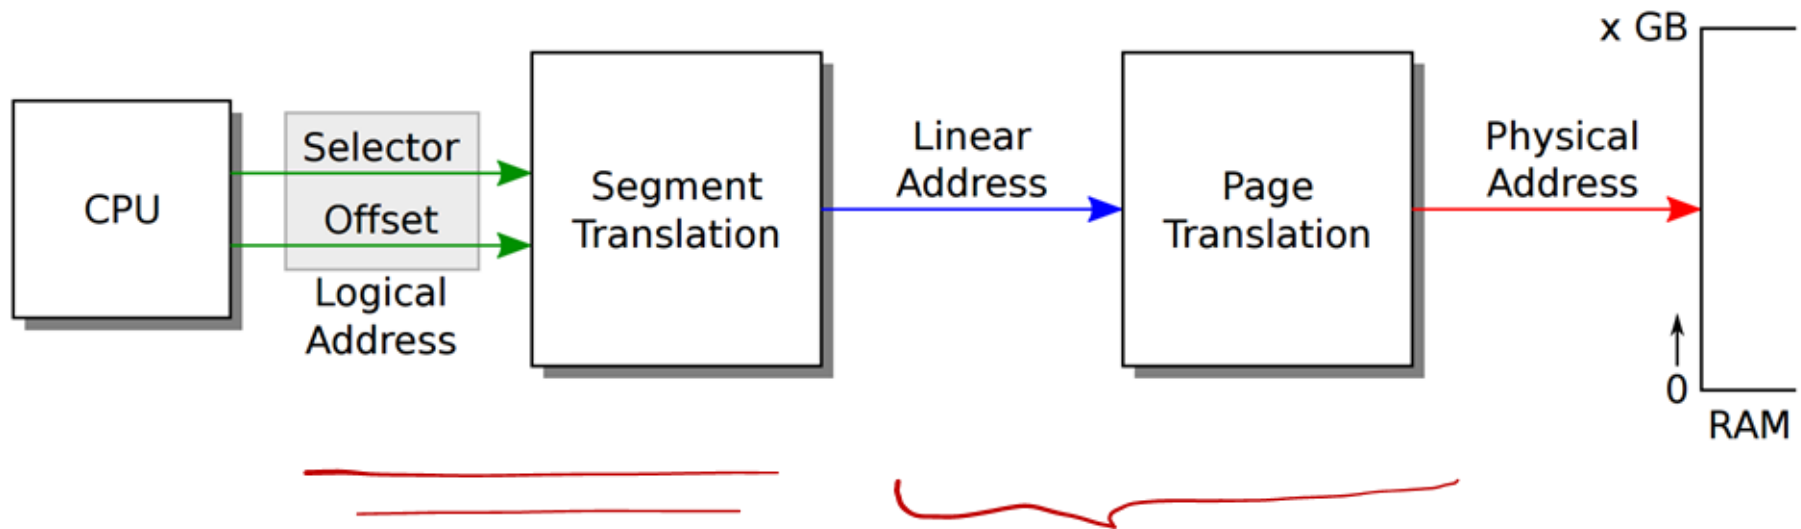 CPU
Selector
Offset
Logical
Address
Segment
Translation
Linear
Address
Page
Translation
Physical
Address
x GB
0
RAM